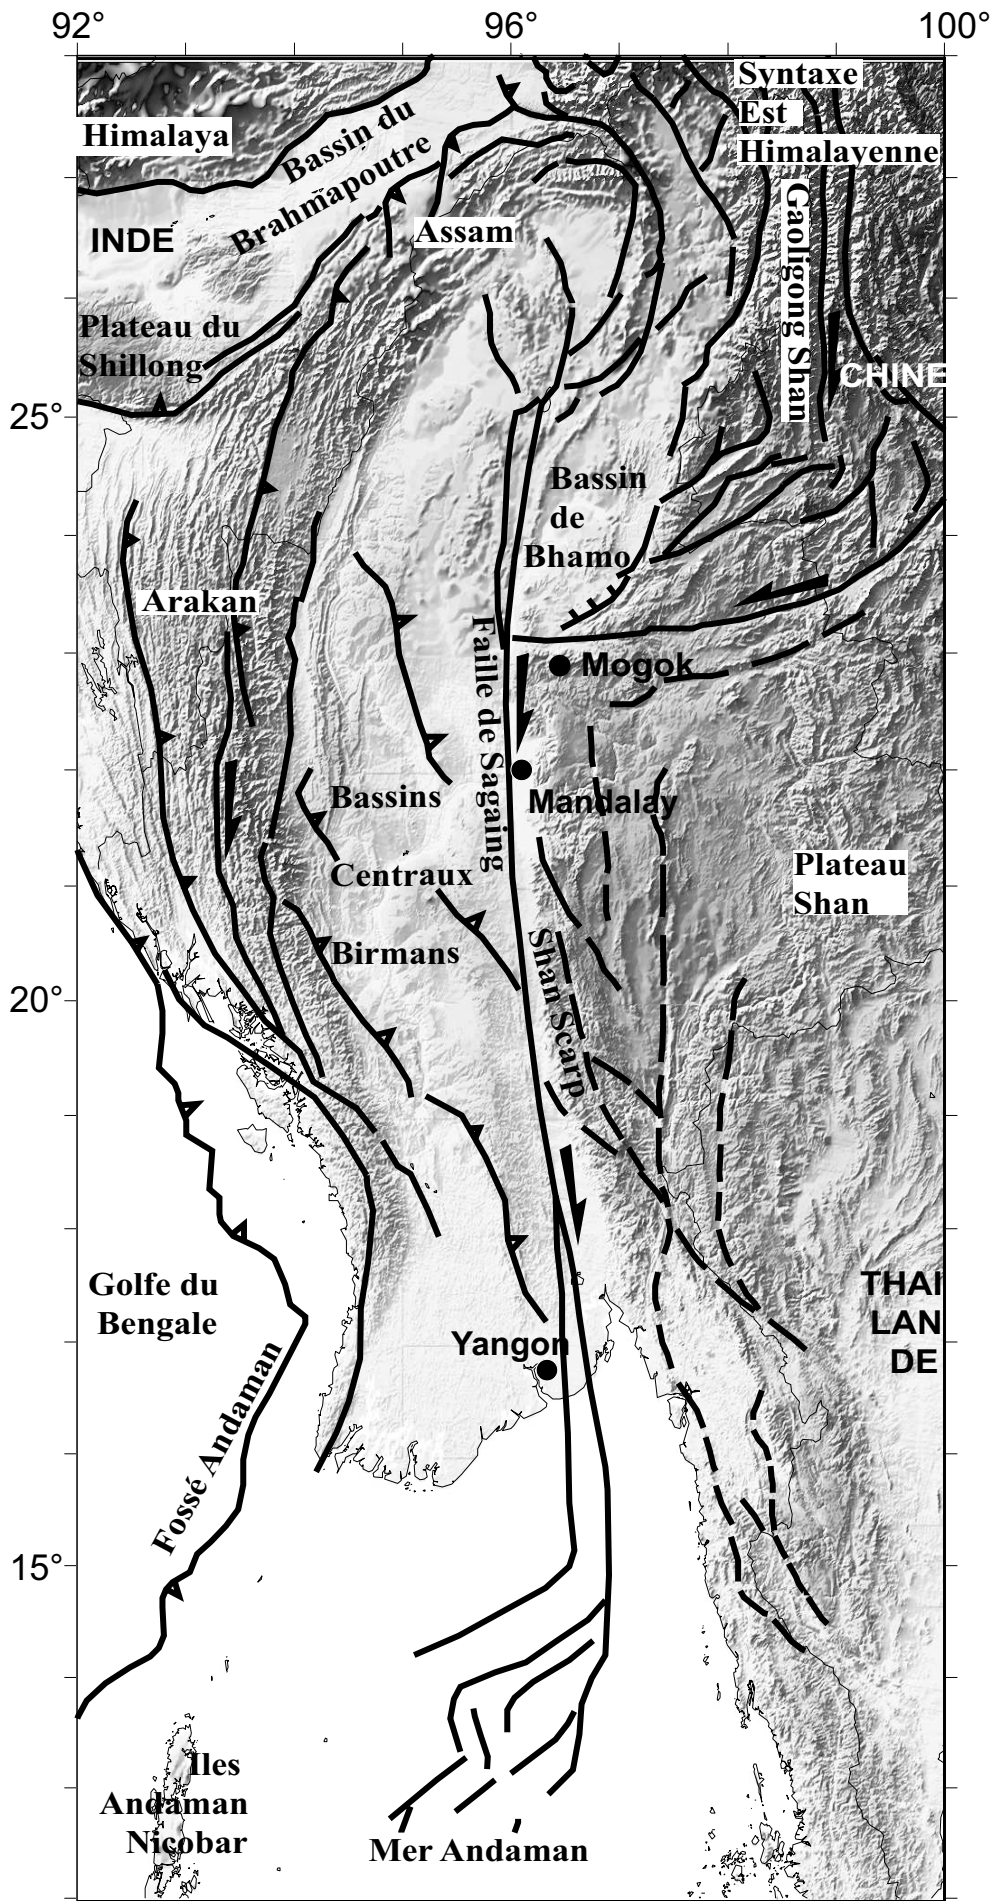 92°
96°
100°
Syntaxe
Est
Himalayenne
Himalaya
Bassin du
Brahmapoutre
INDE
Assam
Gaoligong Shan
Plateau du
Shillong
CHINE
25°
Bassin
de
Bhamo
Arakan
Faille de Sagaing
Mogok
Bassins
Mandalay
Centraux
Plateau
Shan
Birmans
Shan Scarp
20°
Golfe du
Bengale
THAI
LAN
DE
Yangon
Fossé Andaman
15°
Iles
Andaman
Nicobar
Mer Andaman